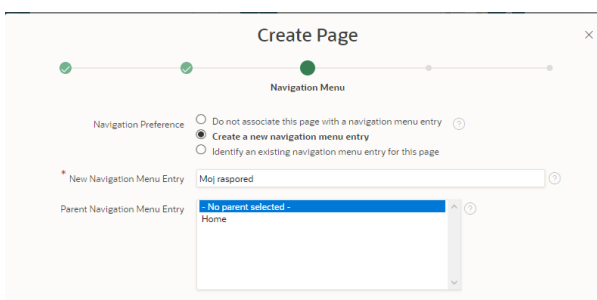 Create Page
Navigation Menu
Navigation Preference
Do not associate this page with a navigation menu entry
Create a new navigation menu entry
Identify an existing navigation menu entry for this page
* New Navigation Menu Entry Moj raspored
Parent Navigation Menu Entry - No parent selected -
Home